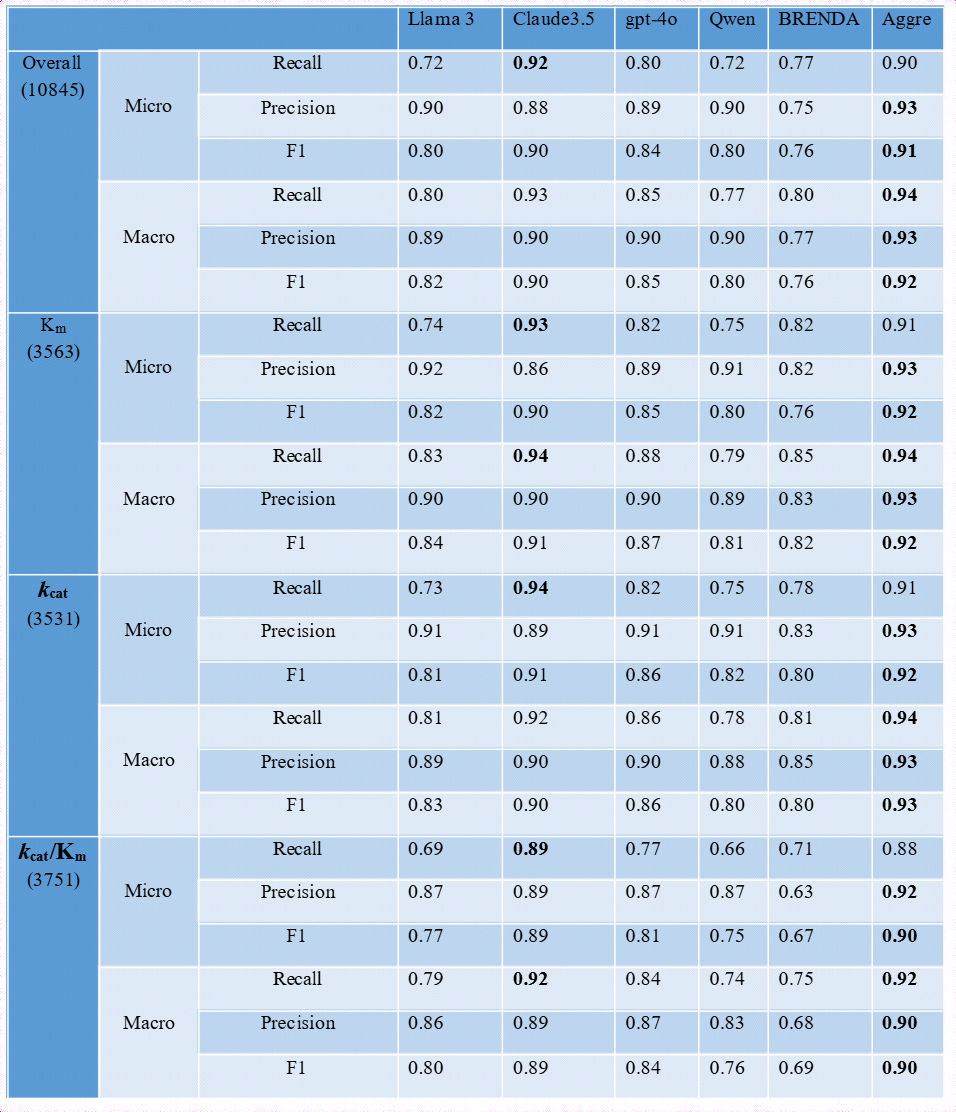 Llama 3 Claude3.5 gpt-4o Qwen BRENDA Aggre
Overall (10845) Micro Recall 0.72 0.92 0.80 0.72 0.77 0.90
Precision 0.90 0.88 0.89 0.90 0.75 0.93
F1 0.80 0.90 0.84 0.80 0.76 0.91
Macro Recall 0.80 0.93 0.85 0.77 0.80 0.94
Precision 0.89 0.90 0.90 0.90 0.77 0.93
F1 0.82 0.90 0.85 0.80 0.76 0.92
Km (3563) Micro Recall 0.74 0.93 0.82 0.75 0.82 0.91
Precision 0.92 0.86 0.89 0.91 0.82 0.93
F1 0.82 0.90 0.85 0.80 0.76 0.92
Macro Recall 0.83 0.94 0.88 0.79 0.85 0.94
Precision 0.90 0.90 0.90 0.89 0.83 0.93
F1 0.84 0.91 0.87 0.81 0.82 0.92
kcat (3531) Micro Recall 0.73 0.94 0.82 0.75 0.78 0.91
Precision 0.91 0.89 0.91 0.91 0.83 0.93
F1 0.81 0.91 0.86 0.82 0.80 0.92
Macro Recall 0.81 0.92 0.86 0.78 0.81 0.94
Precision 0.89 0.90 0.90 0.88 0.85 0.93
F1 0.83 0.90 0.86 0.80 0.80 0.93
kcat/Km (3751) Micro Recall 0.69 0.89 0.77 0.66 0.71 0.88
Precision 0.87 0.89 0.87 0.87 0.63 0.92
F1 0.77 0.89 0.81 0.75 0.67 0.90
Macro Recall 0.79 0.92 0.84 0.74 0.75 0.92
Precision 0.86 0.89 0.87 0.83 0.68 0.90
F1 0.80 0.89 0.84 0.76 0.69 0.90